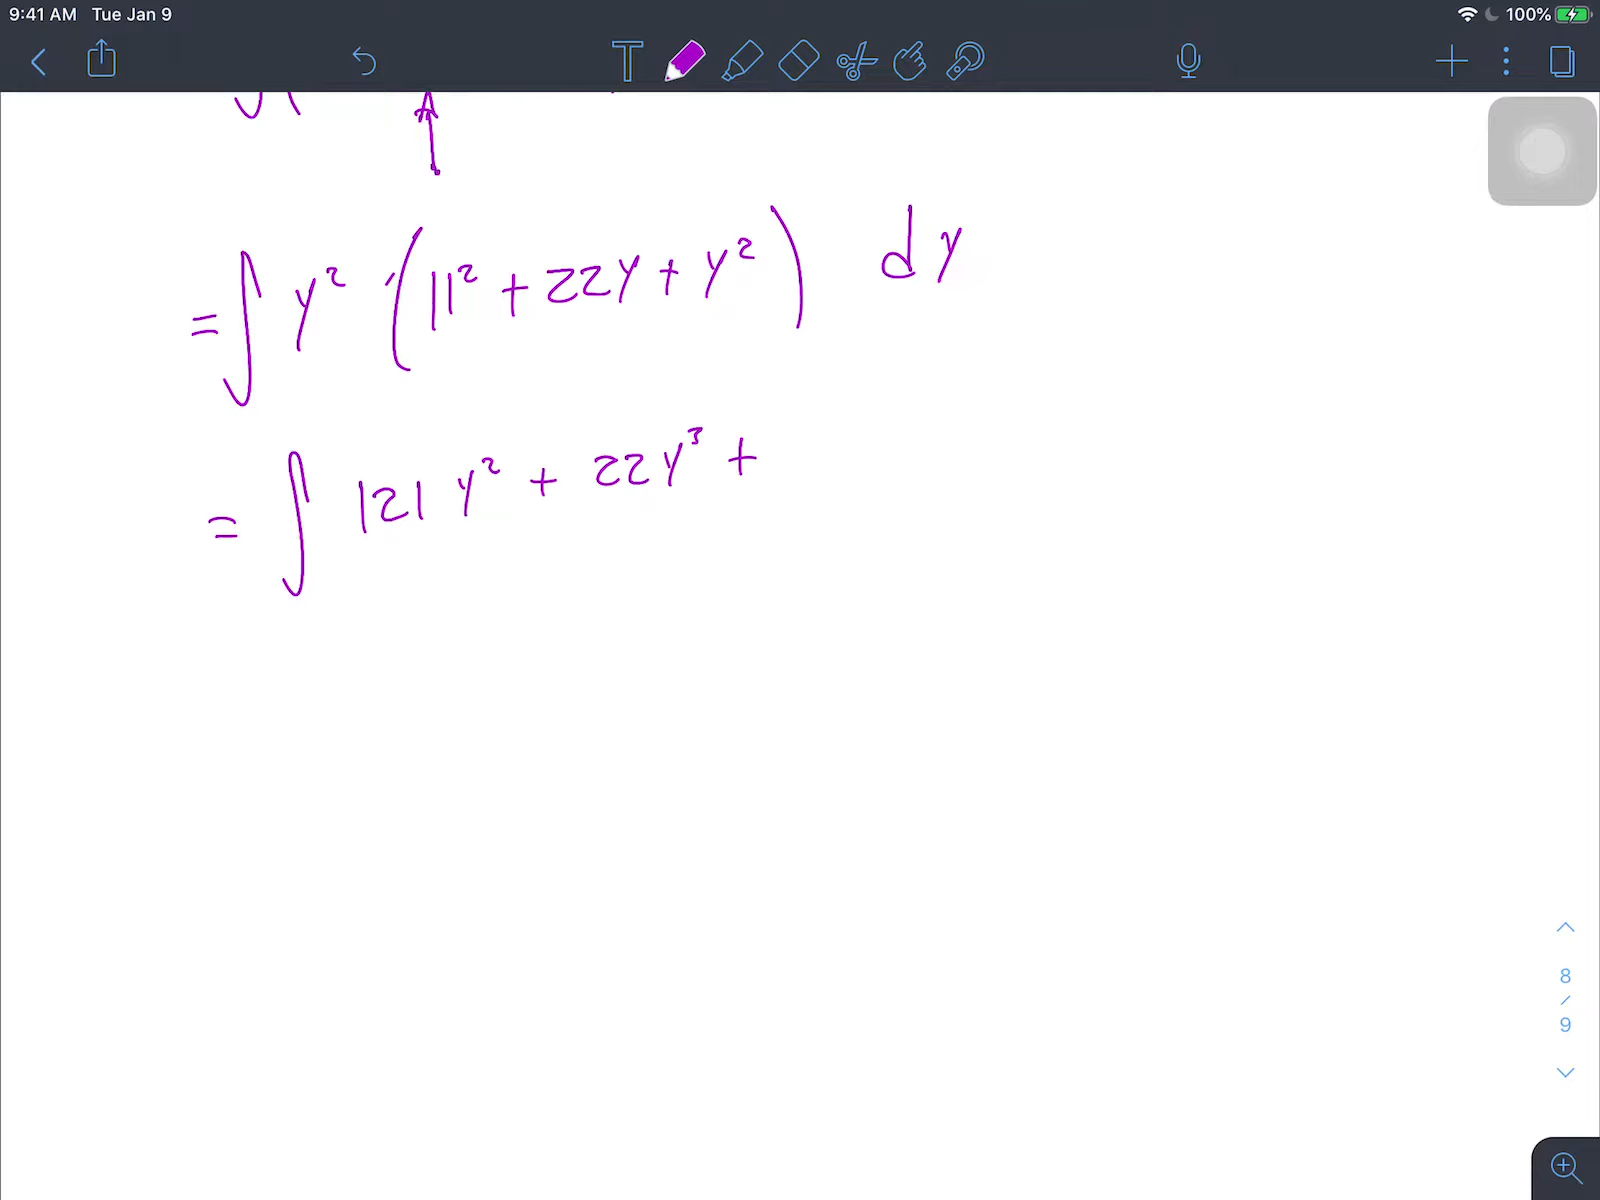 9:41 AM Tue Jan 9 100%
= ∫ y² (11² + 22y + y²) dy
= ∫ 121 y² + 22y³ +
8
/
9